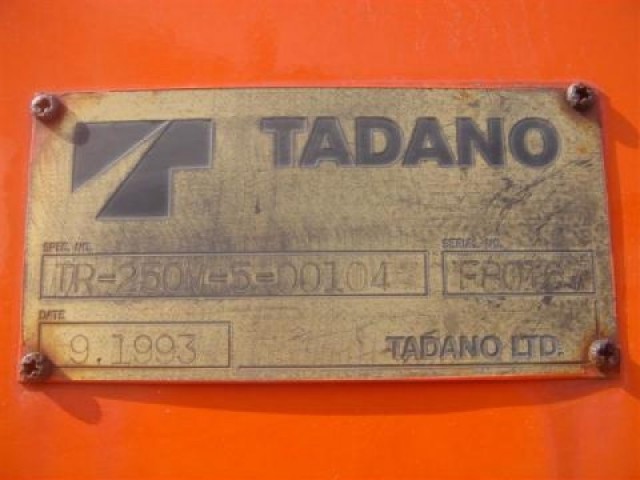 TADANO
SPEC. NO. SERIAL NO.
TR-250M-5-00104
DATE
9.1993 TADANO LTD.